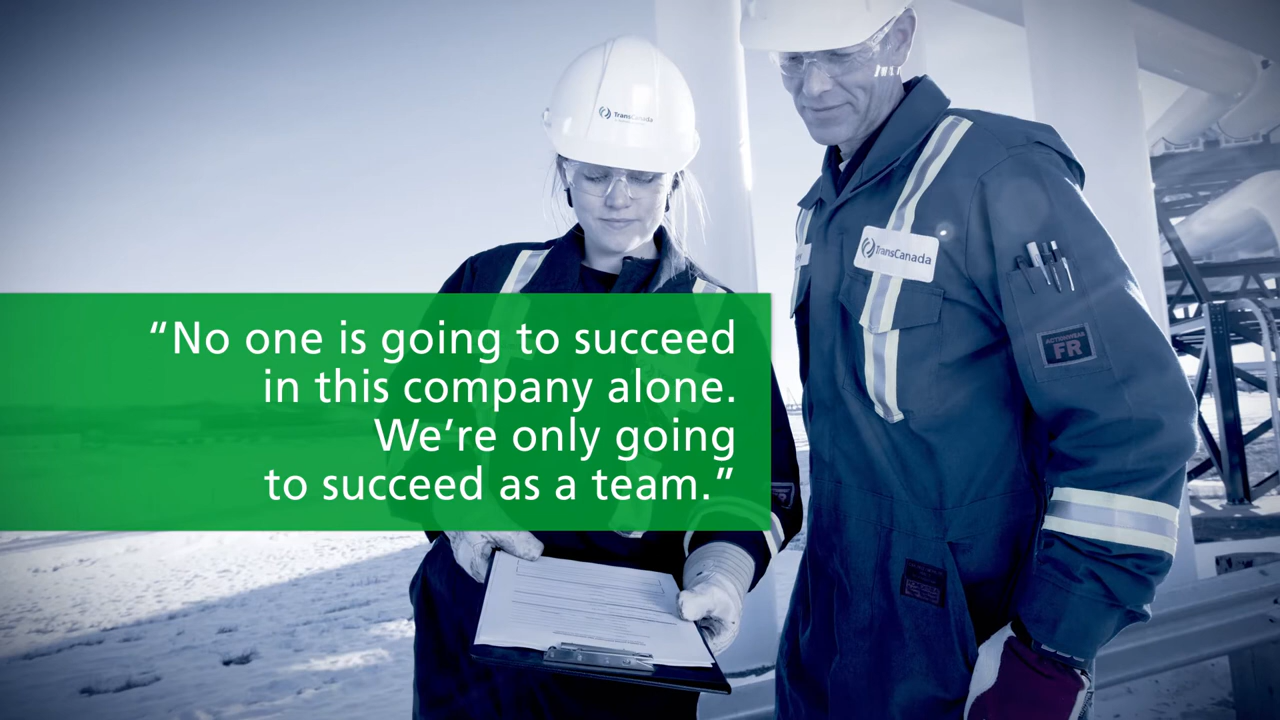 TransCanada
TransCanada
ACTIONWEAR
FR
“No one is going to succeed
in this company alone.
We’re only going
to succeed as a team.”